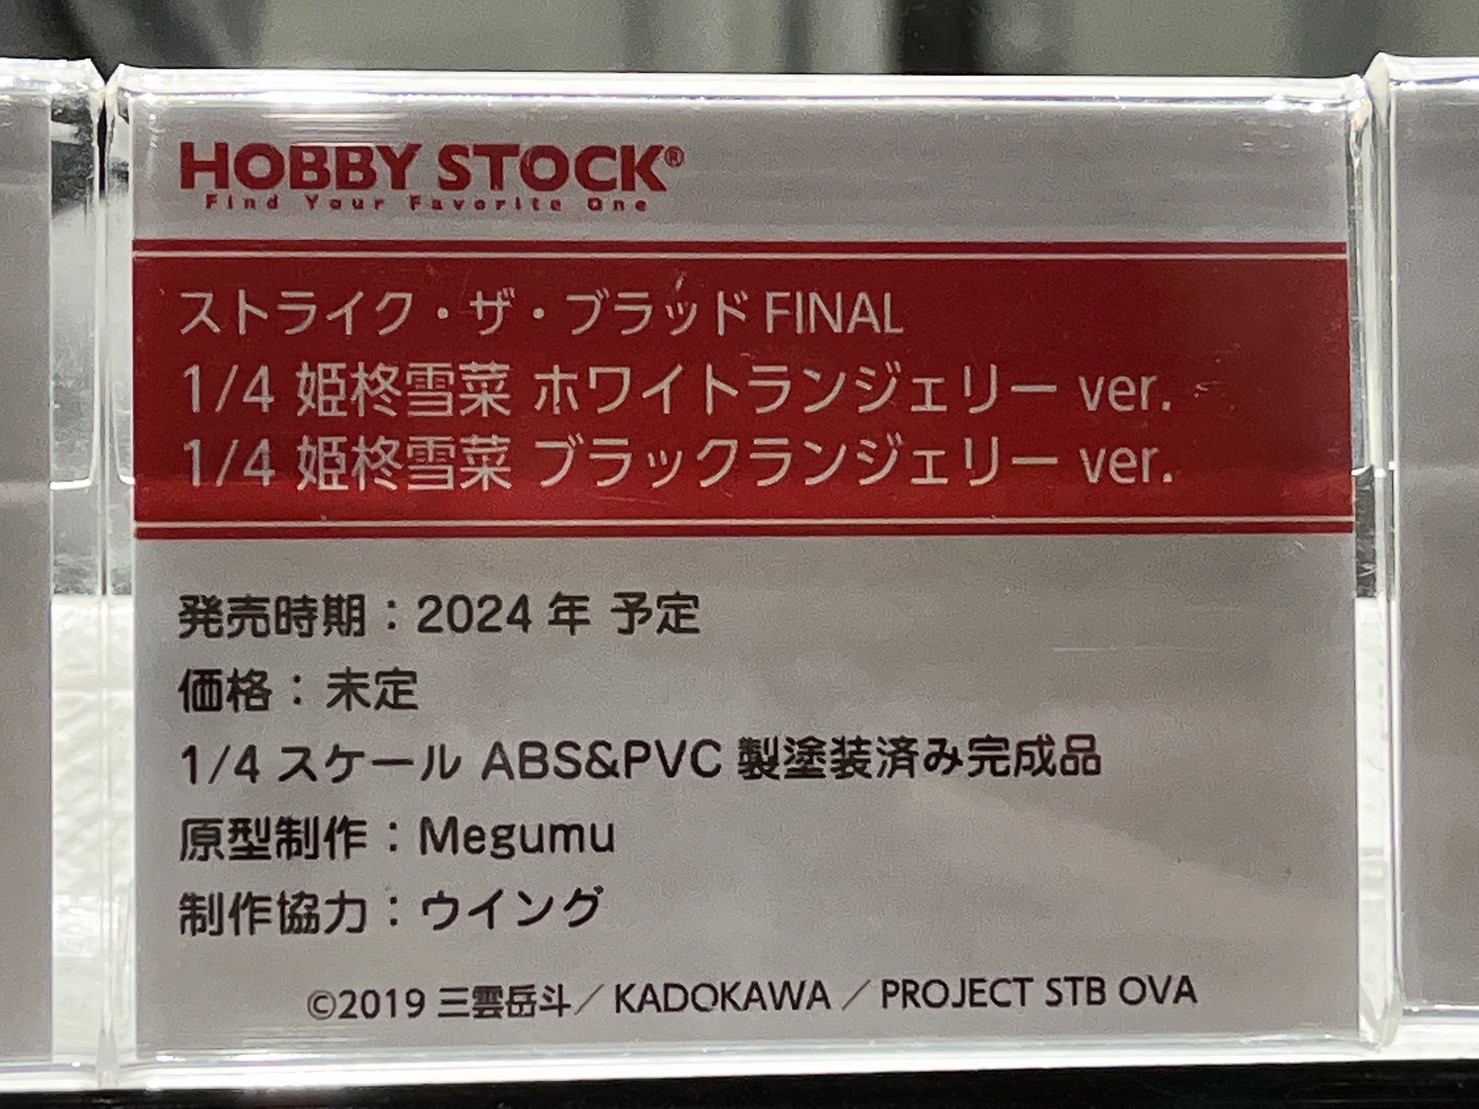 HOBBY STOCK®
Find Your Favorite One
ストライク・ザ・ブラッド FINAL
1/4 姫柊雪菜 ホワイトランジェリー ver.
1/4 姫柊雪菜 ブラックランジェリー ver.
発売時期：2024 年 予定
価格：未定
1/4 スケール ABS&PVC 製塗装済み完成品
原型制作：Megumu
制作協力：ウイング
©2019 三雲岳斗／KADOKAWA／PROJECT STB OVA